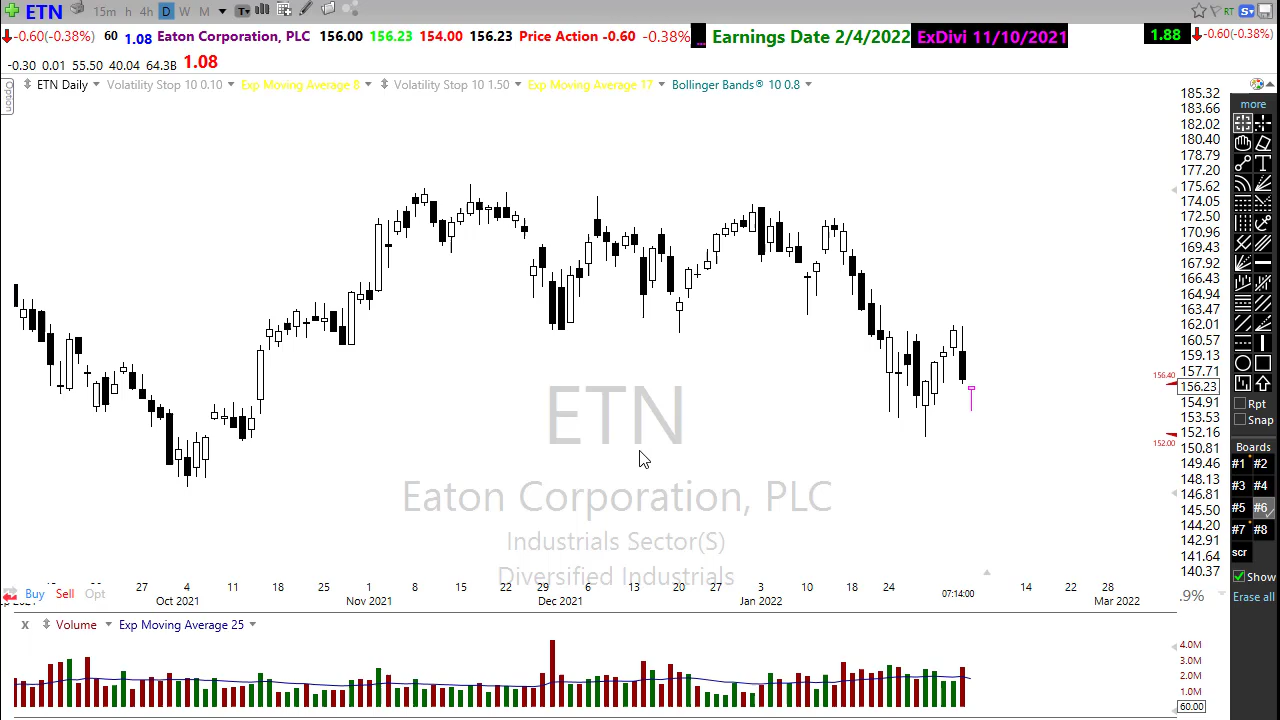 ETN 15m h 4h D W M T RT S
-0.60(-0.38%) 60 1.08 Eaton Corporation, PLC 156.00 156.23 154.00 156.23 Price Action -0.60 -0.38% ... Earnings Date 2/4/2022 ExDivi 11/10/2021 1.88 -0.60(-0.38%)
-0.30 0.01 55.50 40.04 64.3B 1.08
Option
ETN Daily Volatility Stop 10 0.10 Exp Moving Average 8 Volatility Stop 10 1.50 Exp Moving Average 17 Bollinger Bands® 10 0.8
185.32
183.66
182.02
180.40
178.79
177.20
175.62
174.05
172.50
170.96
169.43
167.92
166.43
164.94
163.47
162.01
160.57
159.13
157.71
156.40
156.23
154.91
153.53
152.16
152.00
150.81
149.46
148.13
146.81
145.50
144.20
142.91
141.64
140.37
ETN
Eaton Corporation, PLC
Industrials Sector(S)
Diversified Industrials
more
Rpt
Snap
Boards
#1 #2
#3 #4
#5 #6
#7 #8
scr
Show
Erase all
27 4 11 18 25 1 8 15 22 29 6 13 20 27 3 10 18 24 07:14:00 14 22 28
Oct 2021 Nov 2021 Dec 2021 Jan 2022 Mar 2022
Buy Sell Opt
.9%
x Volume Exp Moving Average 25
4.0M
3.0M
2.0M
1.0M
60.00